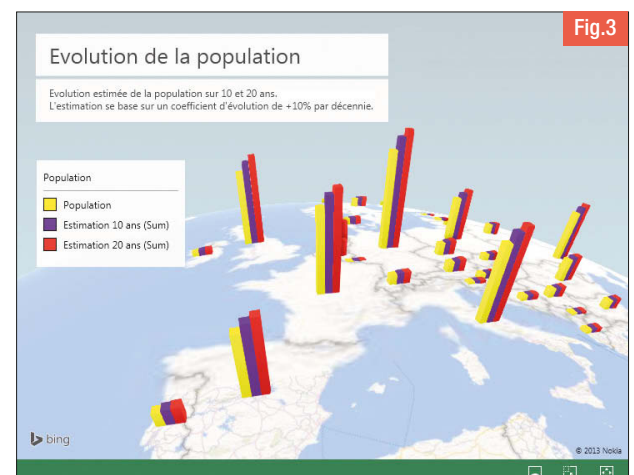 Fig.3
Evolution de la population
Evolution estimée de la population sur 10 et 20 ans.
L'estimation se base sur un coefficient d'évolution de +10% par décennie.
Population
Population
Estimation 10 ans (Sum)
Estimation 20 ans (Sum)
bing
© 2013 Nokia